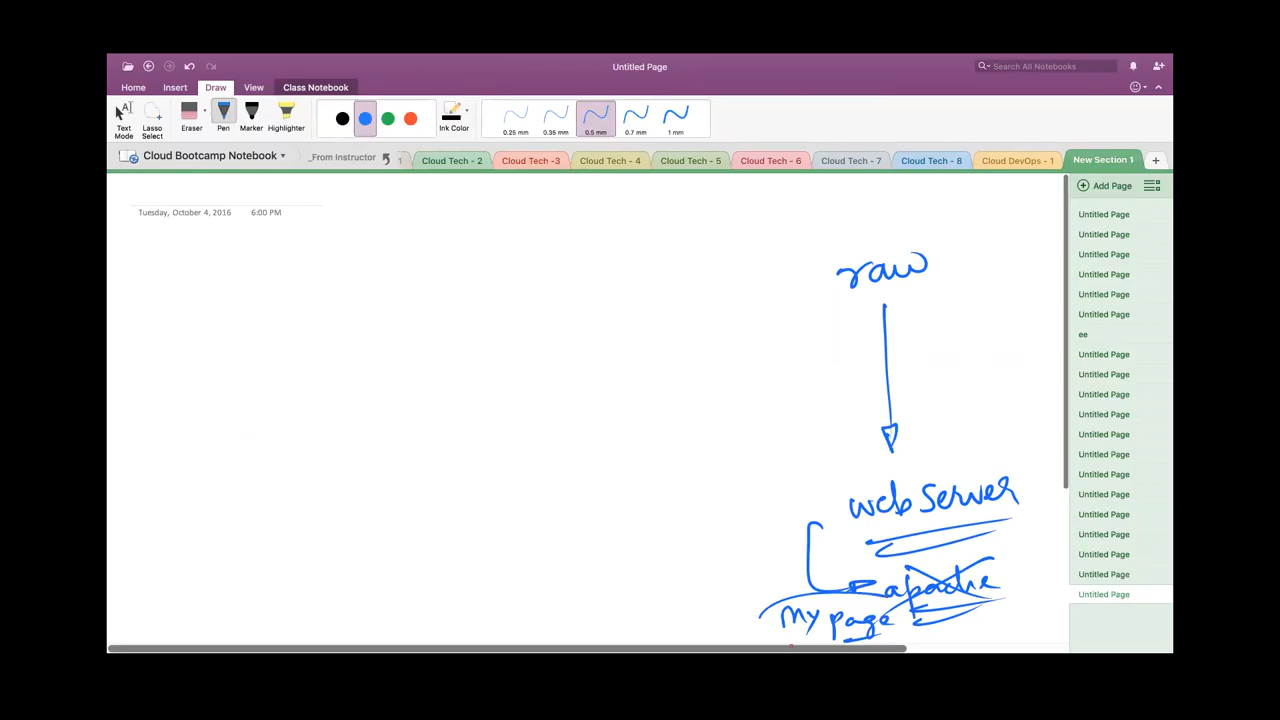 Untitled Page
Search All Notebooks
Home Insert Draw View Class Notebook
Text Mode
Lasso Select
Eraser
Pen
Marker
Highlighter
Ink Color
0.25 mm 0.35 mm 0.5 mm 0.7 mm 1 mm
Cloud Bootcamp Notebook
_From Instructor 1 Cloud Tech - 2 Cloud Tech -3 Cloud Tech - 4 Cloud Tech - 5 Cloud Tech - 6 Cloud Tech - 7 Cloud Tech - 8 Cloud DevOps - 1 New Section 1 +
Add Page
Tuesday, October 4, 2016 6:00 PM
raw
web Server
apache
My page
Untitled Page
Untitled Page
Untitled Page
Untitled Page
Untitled Page
Untitled Page
ee
Untitled Page
Untitled Page
Untitled Page
Untitled Page
Untitled Page
Untitled Page
Untitled Page
Untitled Page
Untitled Page
Untitled Page
Untitled Page
Untitled Page
Untitled Page